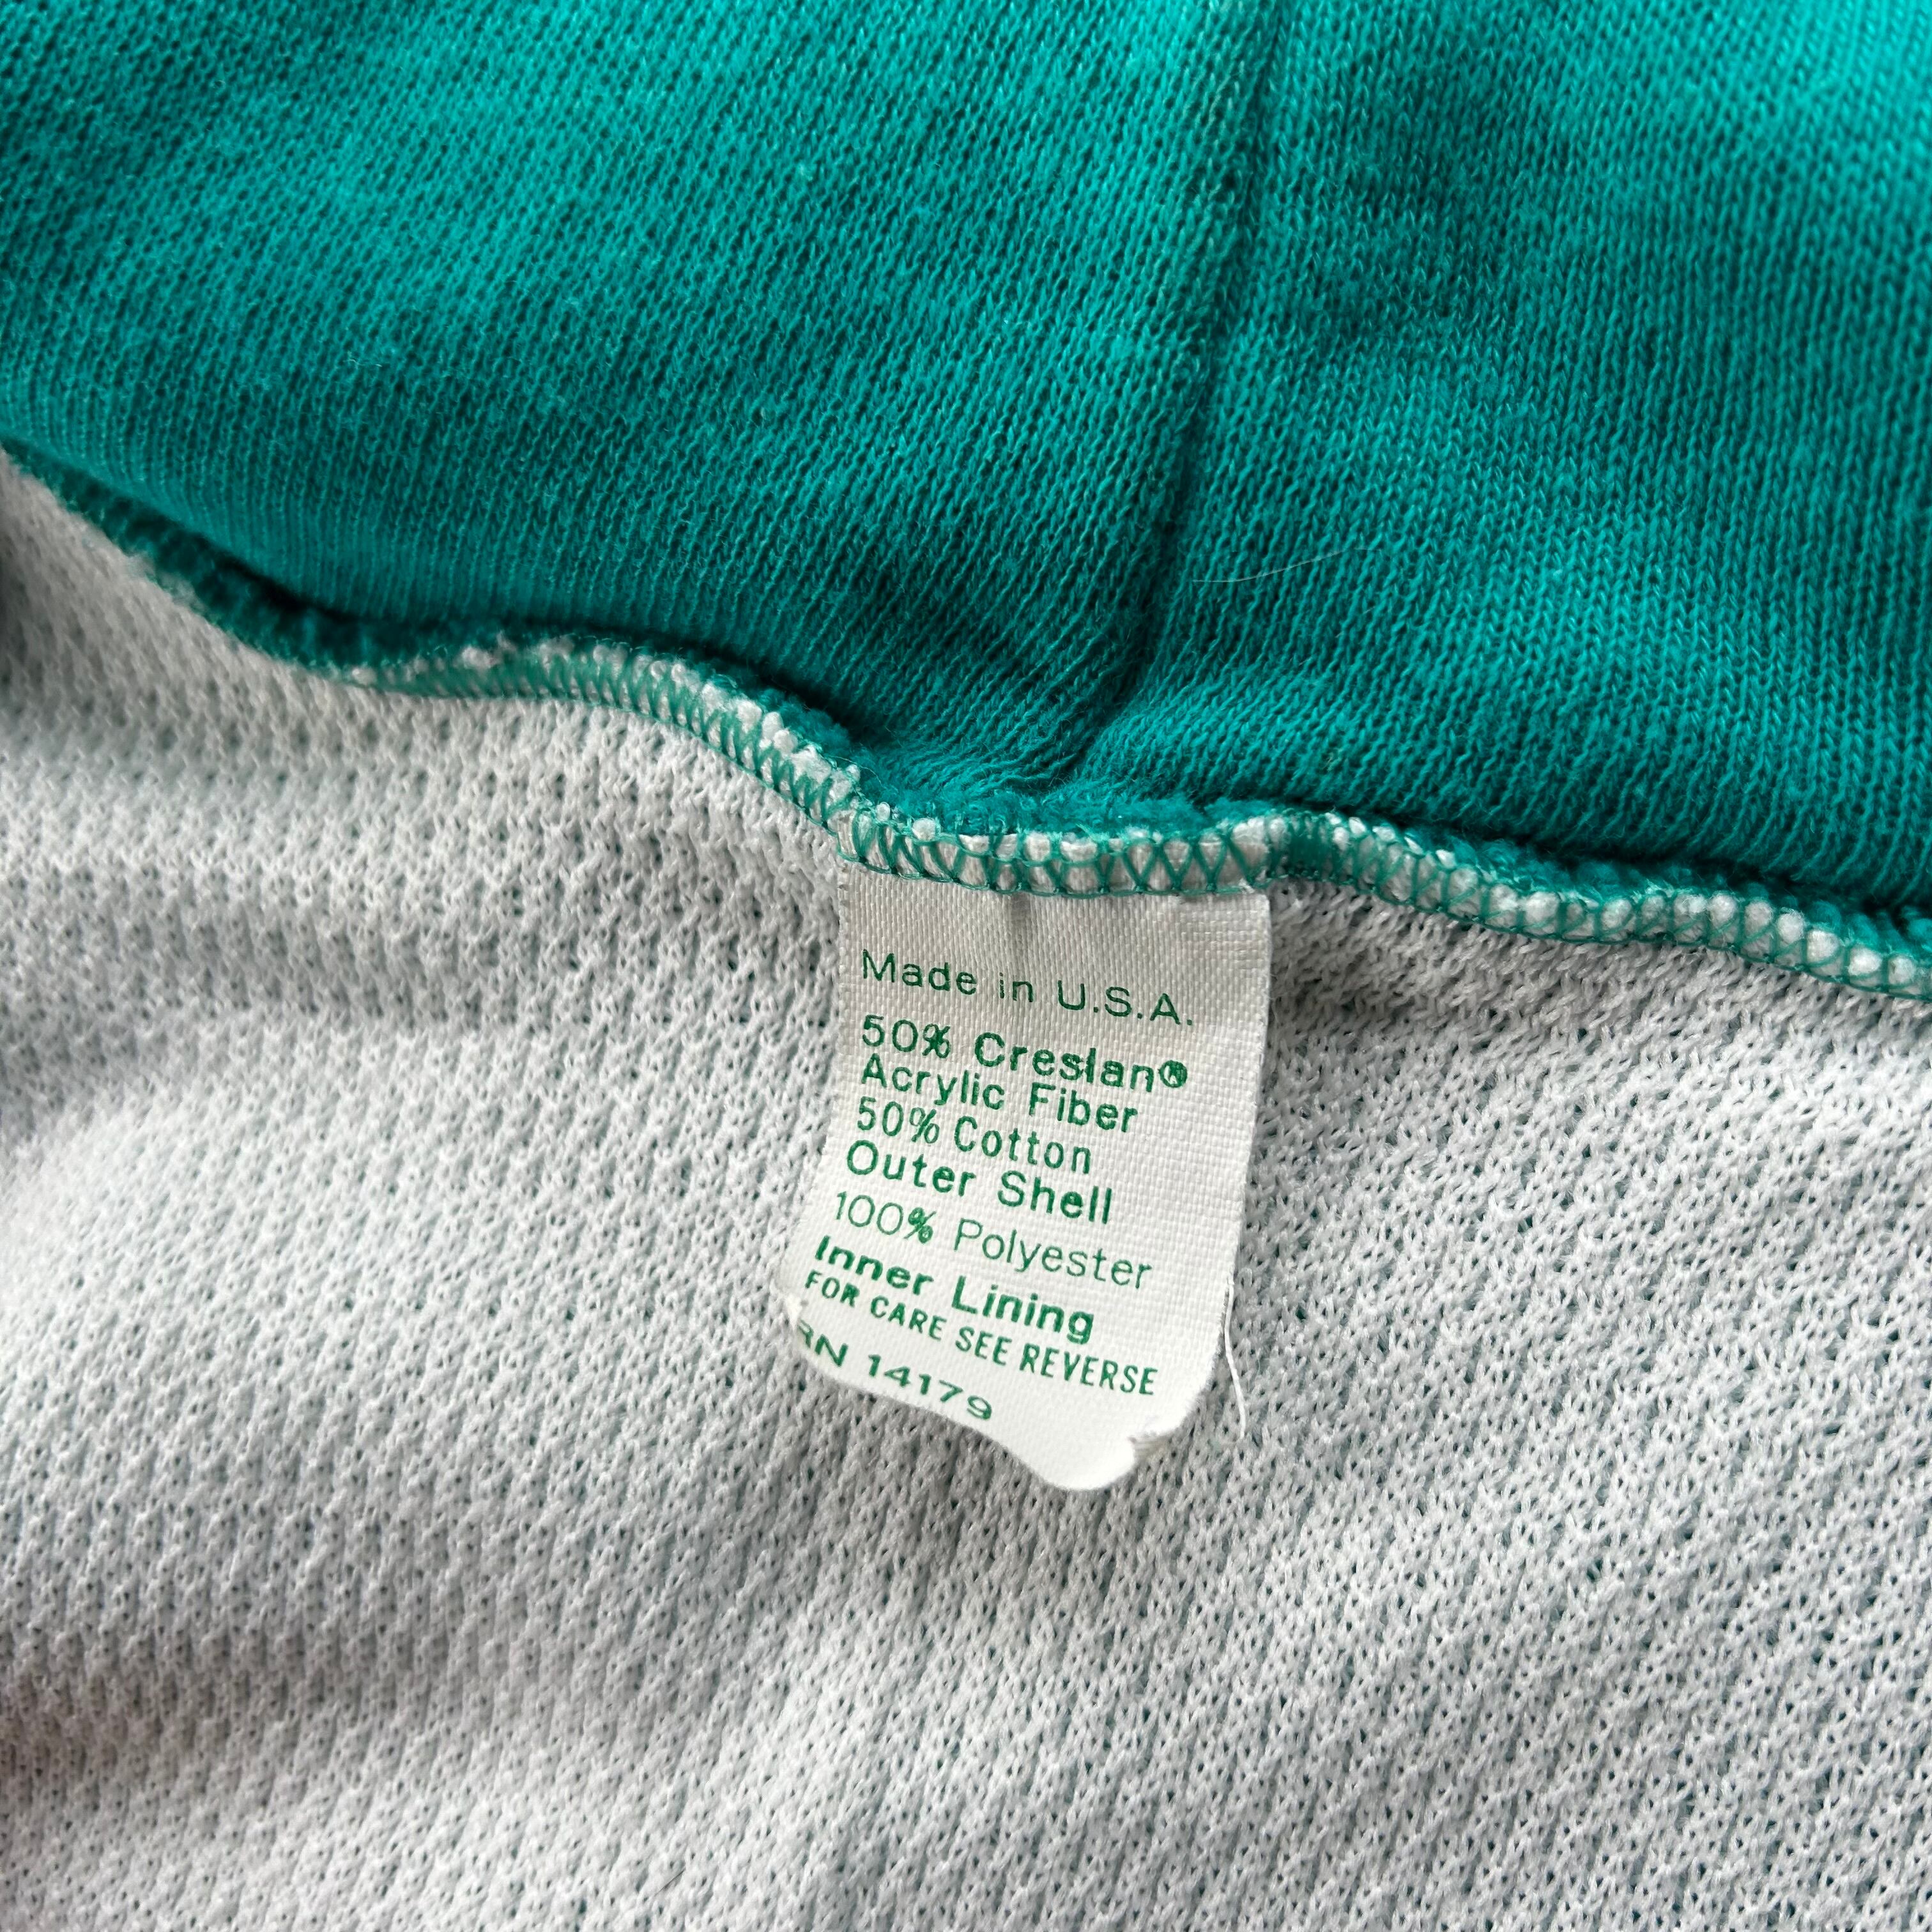 Made in U.S.A.
50% Creslan®
Acrylic Fiber
50% Cotton
Outer Shell
100% Polyester
Inner Lining
FOR CARE SEE REVERSE
RN 14179